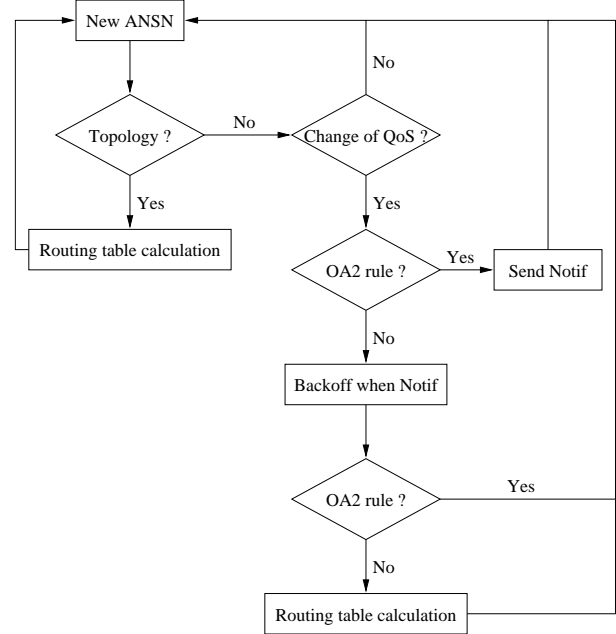 New ANSN
No
Topology ?
No
Change of QoS ?
Yes
Yes
Routing table calculation
OA2 rule ?
Yes
Send Notif
No
Backoff when Notif
OA2 rule ?
Yes
No
Routing table calculation